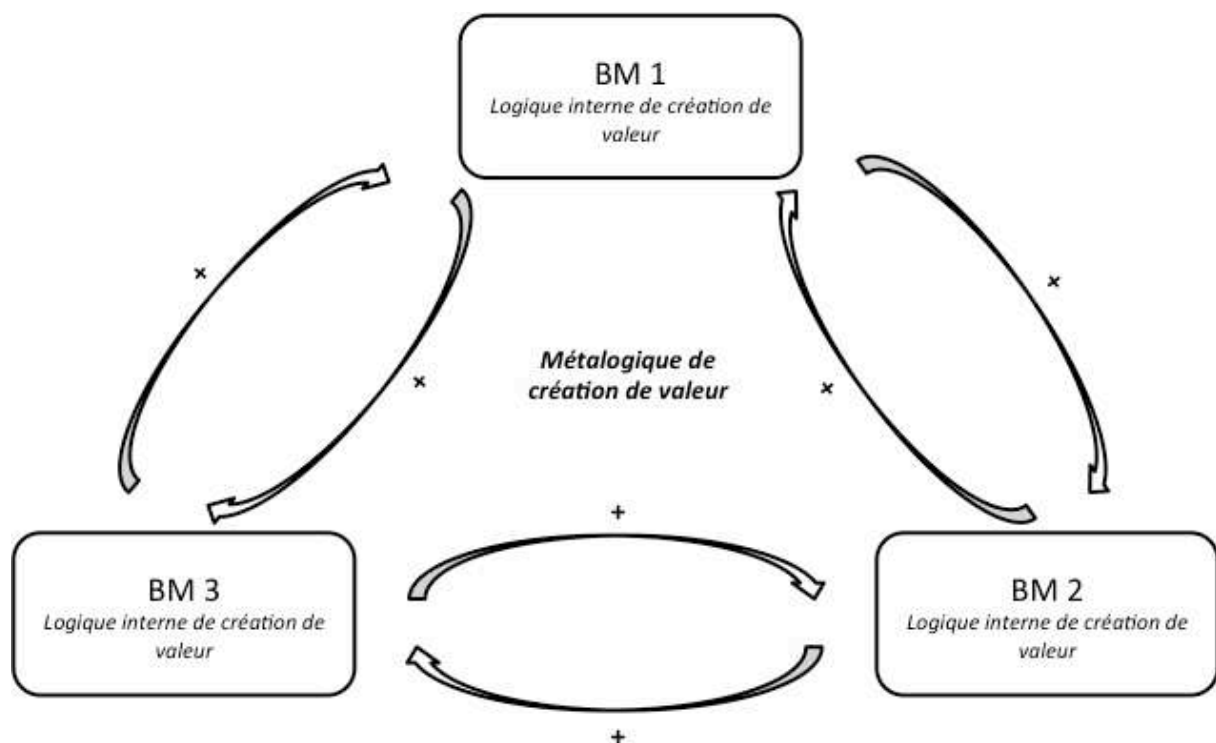 BM 1
Logique interne de création de
valeur
+
+
+
+
Métalogique de
création de valeur
+
BM 3
Logique interne de création de
valeur
BM 2
Logique interne de création de
valeur
+